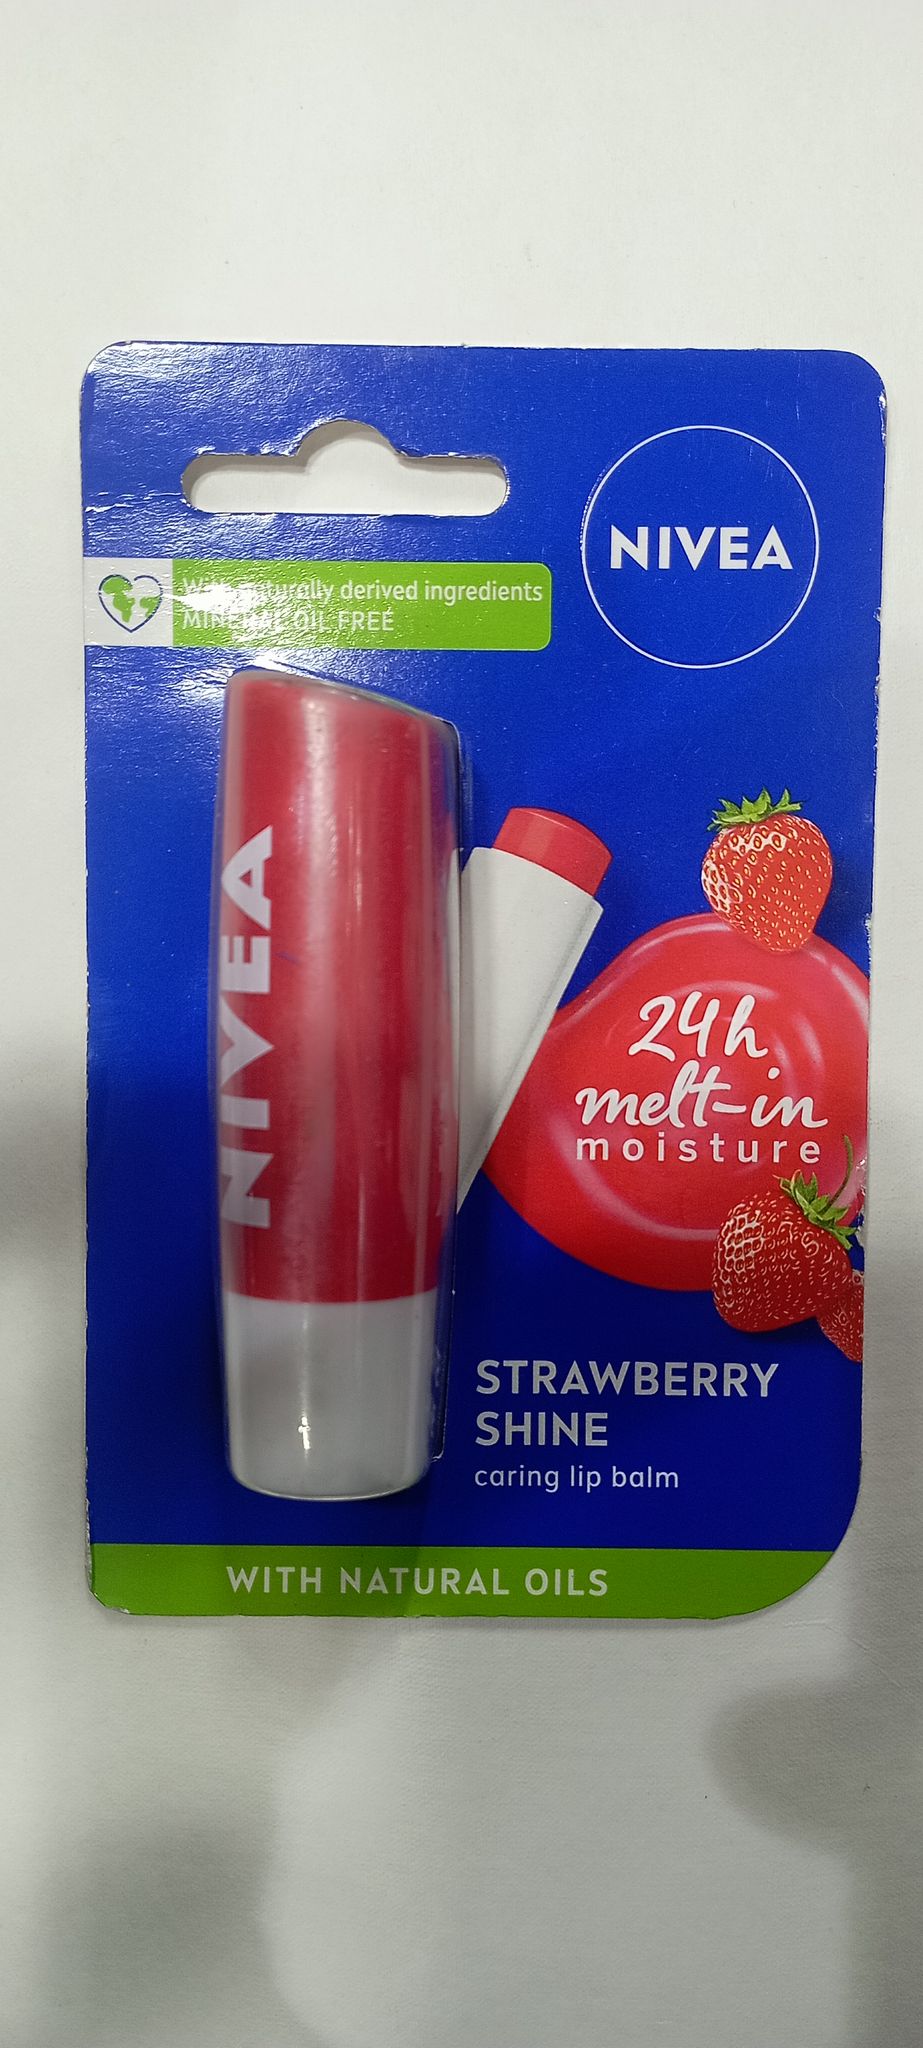 NIVEA
With naturally derived ingredients
MINERAL OIL FREE
NIVEA
24h
melt-in
moisture
STRAWBERRY
SHINE
caring lip balm
WITH NATURAL OILS